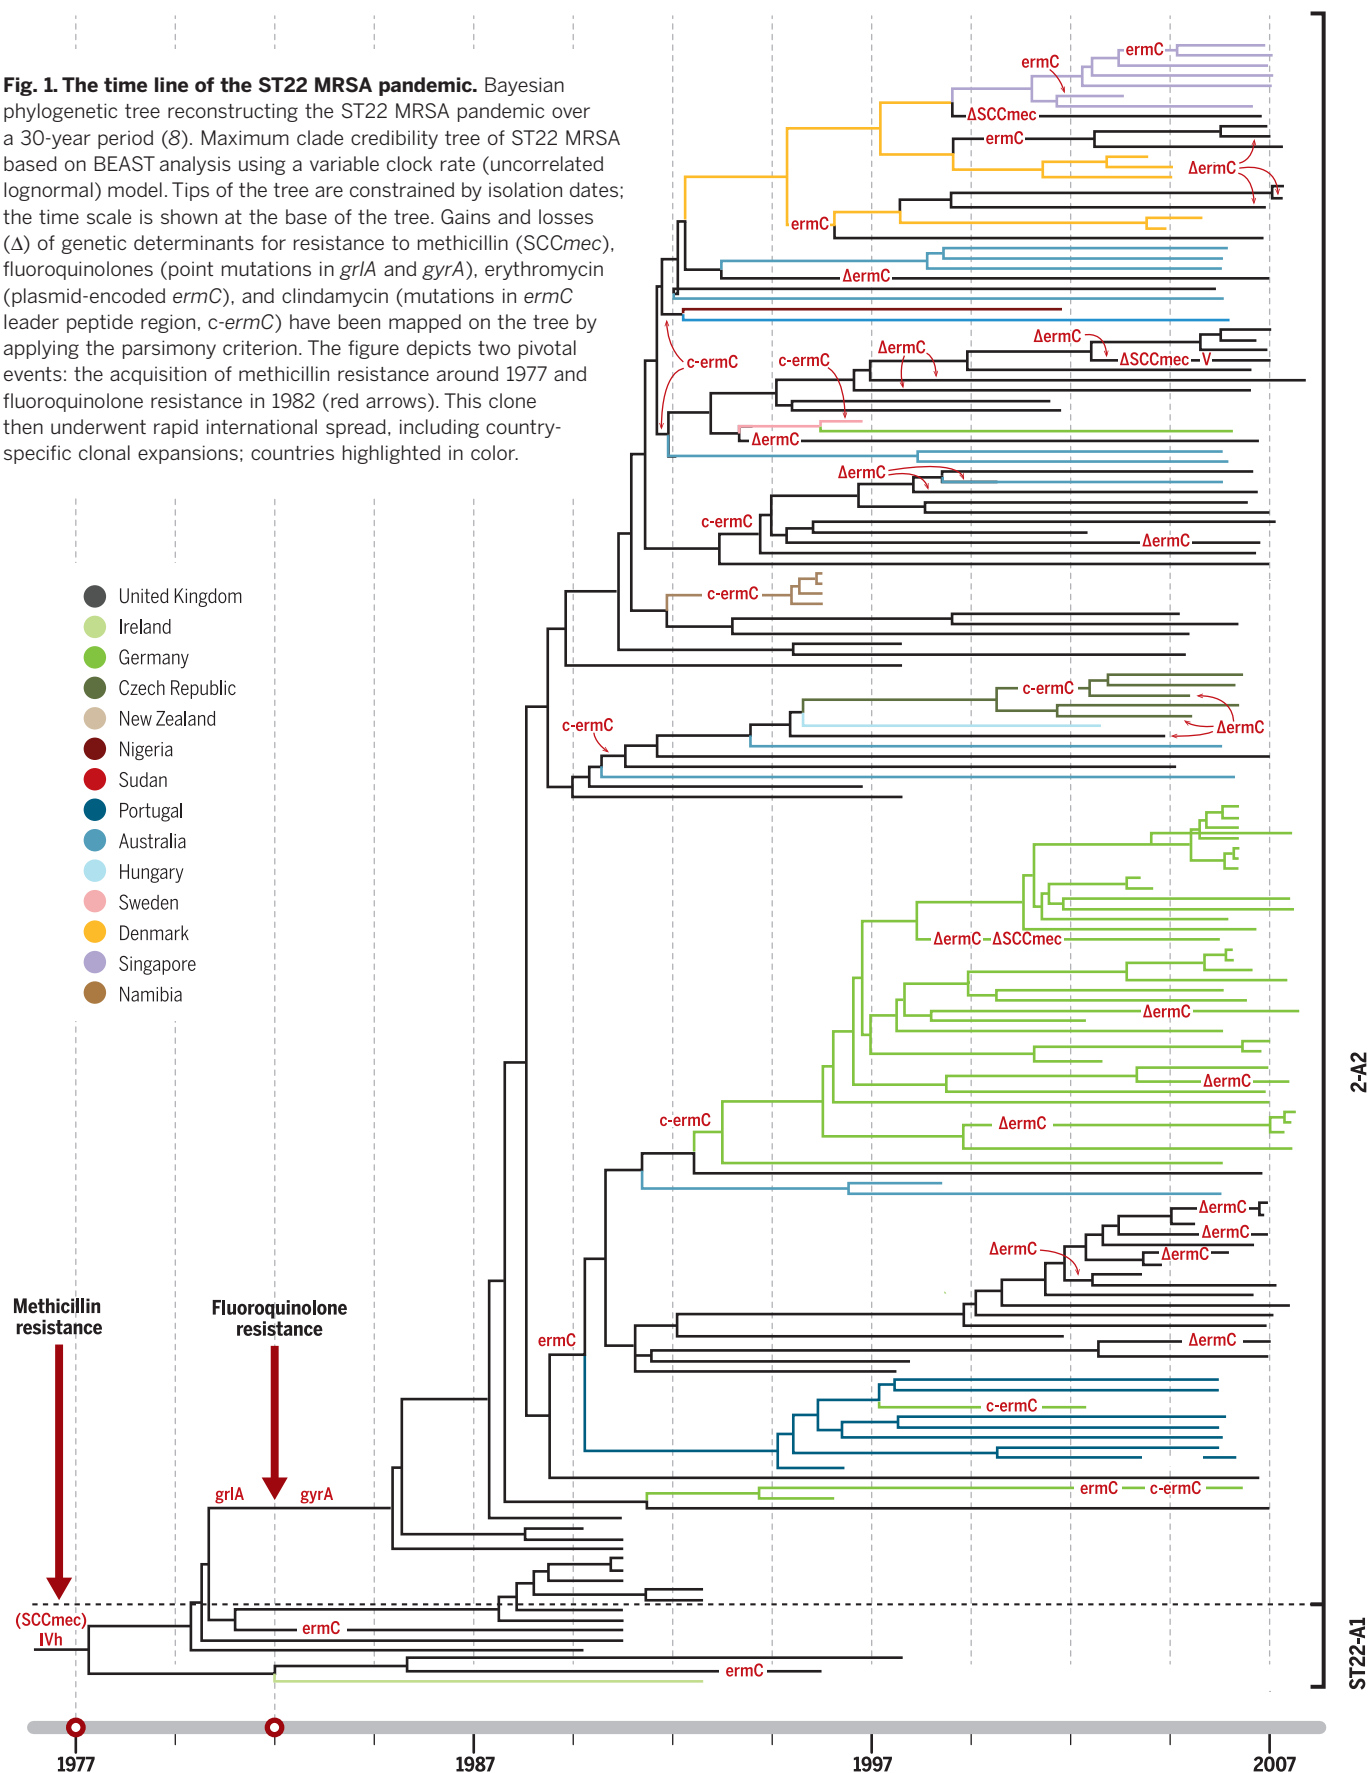 Fig. 1. The time line of the ST22 MRSA pandemic. Bayesian
phylogenetic tree reconstructing the ST22 MRSA pandemic over
a 30-year period (8). Maximum clade credibility tree of ST22 MRSA
based on BEAST analysis using a variable clock rate (uncorrelated
lognormal) model. Tips of the tree are constrained by isolation dates;
the time scale is shown at the base of the tree. Gains and losses
(Δ) of genetic determinants for resistance to methicillin (SCCmec),
fluoroquinolones (point mutations in grlA and gyrA), erythromycin
(plasmid-encoded ermC), and clindamycin (mutations in ermC
leader peptide region, c-ermC) have been mapped on the tree by
applying the parsimony criterion. The figure depicts two pivotal
events: the acquisition of methicillin resistance around 1977 and
fluoroquinolone resistance in 1982 (red arrows). This clone
then underwent rapid international spread, including country-
specific clonal expansions; countries highlighted in color.
United Kingdom
Ireland
Germany
Czech Republic
New Zealand
Nigeria
Sudan
Portugal
Australia
Hungary
Sweden
Denmark
Singapore
Namibia
ermC
ermC
ΔSCCmec
ermC
ΔermC
ermC
ΔermC
ΔermC
ΔermC
c-ermC
c-ermC
ΔSCCmec V
ΔermC
ΔermC
c-ermC
ΔermC
c-ermC
c-ermC
c-ermC
ΔermC
ΔermC ΔSCCmec
ΔermC
ΔermC
c-ermC
ΔermC
ΔermC
ΔermC
ΔermC
ΔermC
ermC
ΔermC
c-ermC
ermC c-ermC
Methicillin
resistance
Fluoroquinolone
resistance
grlA
gyrA
(SCCmec)
IVh
ermC
ermC
2-A2
ST22-A1
1977
1987
1997
2007